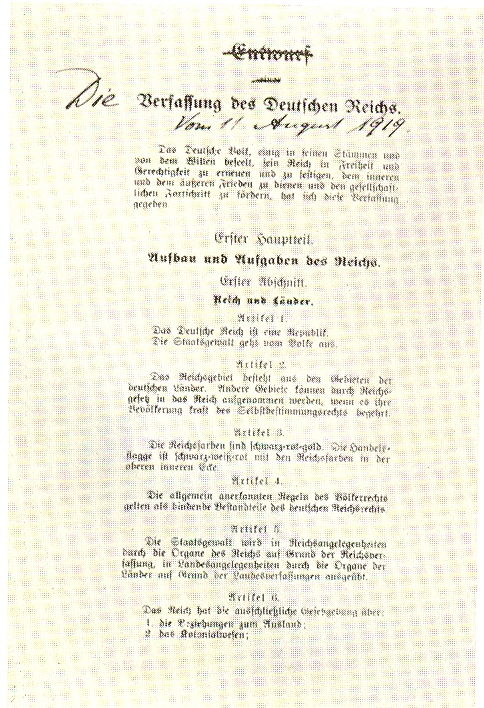 Entwurf
Die Verfassung des Deutschen Reichs.
Vom 11 August 1919.
Das Deutsche Volk, einig in seinen Stämmen und
von dem Willen beseelt, sein Reich in Freiheit und
Gerechtigkeit zu erneuen und zu festigen, dem inneren
und dem äußeren Frieden zu dienen und den gesellschaft-
lichen Fortschritt zu fördern, hat sich diese Verfassung
gegeben
Erster Hauptteil.
Aufbau und Aufgaben des Reichs.
Erster Abschnitt.
Reich und Länder.
Artikel 1.
Das Deutsche Reich ist eine Republik.
Die Staatsgewalt geht vom Volke aus.
Artikel 2.
Das Reichsgebiet besteht aus den Gebieten der
deutschen Länder. Andere Gebiete können durch Reichs-
gesetz in das Reich aufgenommen werden, wenn es ihre
Bevölkerung kraft des Selbstbestimmungsrechts begehrt.
Artikel 3.
Die Reichsfarben sind schwarz-rot-gold. Die Handels-
flagge ist schwarz-weiß-rot mit den Reichsfarben in der
oberen inneren Ecke.
Artikel 4.
Die allgemein anerkannten Regeln des Völkerrechts
gelten als bindende Bestandteile des deutschen Reichsrechts
Artikel 5.
Die Staatsgewalt wird in Reichsangelegenheiten
durch die Organe des Reichs auf Grund der Reichsver-
fassung, in Landesangelegenheiten durch die Organe der
Länder auf Grund der Landesverfassungen ausgeübt.
Artikel 6.
Das Reich hat die ausschließliche Gesetzgebung über:
1. die Beziehungen zum Ausland;
2. das Kolonialwesen;